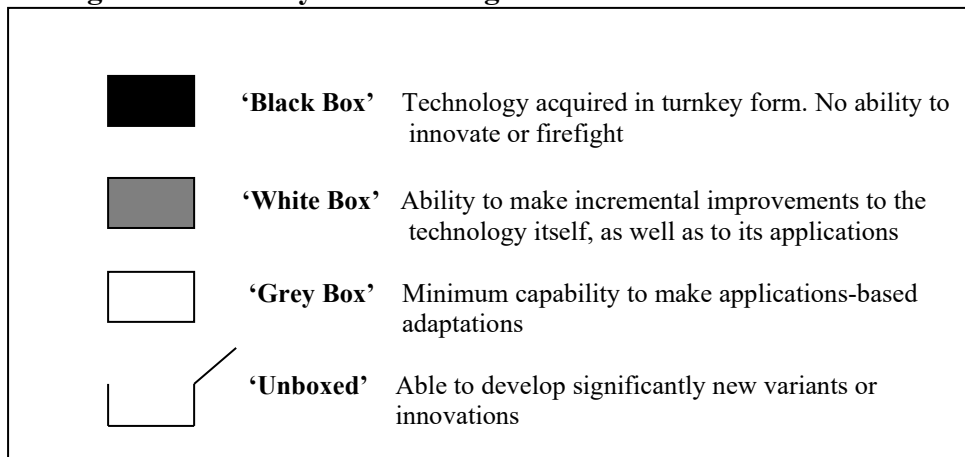 ‘Black Box’ Technology acquired in turnkey form. No ability to
innovate or firefight
‘White Box’ Ability to make incremental improvements to the
technology itself, as well as to its applications
‘Grey Box’ Minimum capability to make applications-based
adaptations
‘Unboxed’ Able to develop significantly new variants or
innovations